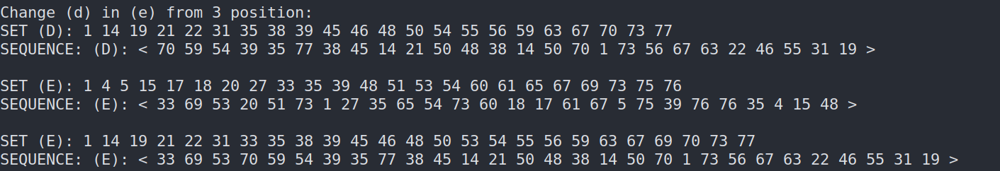 Change (d) in (e) from 3 position:
SET (D): 1 14 19 21 22 31 35 38 39 45 46 48 50 54 55 56 59 63 67 70 73 77
SEQUENCE: (D): < 70 59 54 39 35 77 38 45 14 21 50 48 38 14 50 70 1 73 56 67 63 22 46 55 31 19 >
SET (E): 1 4 5 15 17 18 20 27 33 35 39 48 51 53 54 60 61 65 67 69 73 75 76
SEQUENCE: (E): < 33 69 53 20 51 73 1 27 35 65 54 73 60 18 17 61 67 5 75 39 76 76 35 4 15 48 >
SET (E): 1 14 19 21 22 31 33 35 38 39 45 46 48 50 53 54 55 56 59 63 67 69 70 73 77
SEQUENCE: (E): < 33 69 53 70 59 54 39 35 77 38 45 14 21 50 48 38 14 50 70 1 73 56 67 63 22 46 55 31 19 >